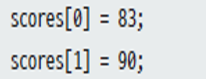 scores[0] = 83;
scores[1] = 90;